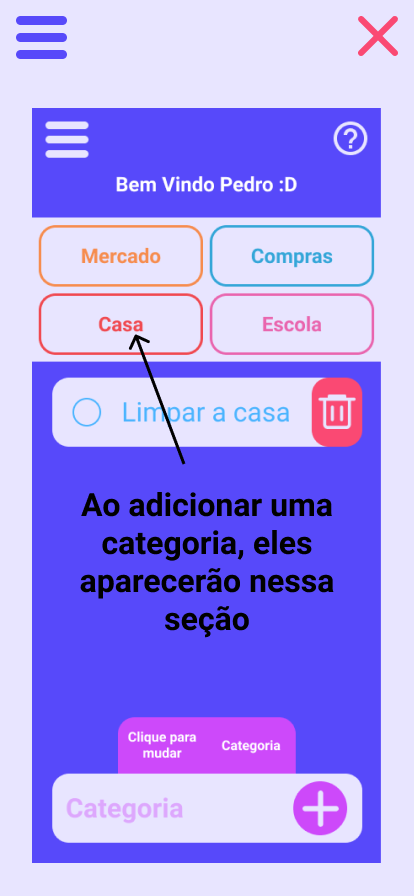 Bem Vindo Pedro :D
Mercado
Compras
Casa
Escola
Limpar a casa
Ao adicionar uma
categoria, eles
aparecerão nessa
seção
Clique para
mudar
Categoria
Categoria